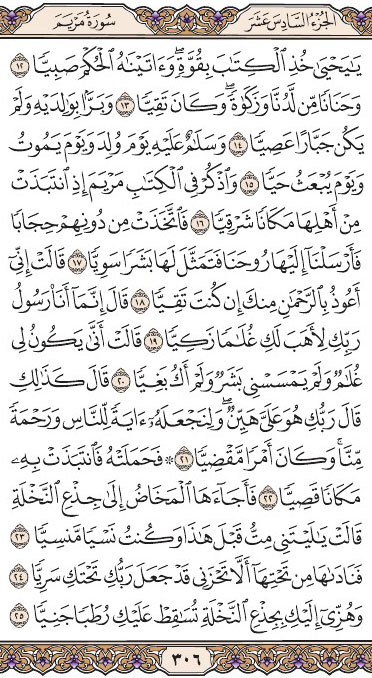 الجزء السادس عشر سورة مريم
يَٰيَحْيَىٰ خُذِ ٱلْكِتَٰبَ بِقُوَّةٖۖ وَءَاتَيْنَٰهُ ٱلْحُكْمَ صَبِيّٗا ١٢
وَحَنَانٗا مِّن لَّدُنَّا وَزَكَوٰةٗۖ وَكَانَ تَقِيّٗا ١٣ وَبَرَّۢا بِوَٰلِدَيْهِ وَلَمْ
يَكُن جَبَّارًا عَصِيّٗا ١٤ وَسَلَٰمٌ عَلَيْهِ يَوْمَ وُلِدَ وَيَوْمَ يَمُوتُ
وَيَوْمَ يُبْعَثُ حَيّٗا ١٥ وَٱذْكُرْ فِي ٱلْكِتَٰبِ مَرْيَمَ إِذِ ٱنتَبَذَتْ
مِنْ أَهْلِهَا مَكَانٗا شَرْقِيّٗا ١٦ فَٱتَّخَذَتْ مِن دُونِهِمْ حِجَابٗا
فَأَرْسَلْنَآ إِلَيْهَا رُوحَنَا فَتَمَثَّلَ لَهَا بَشَرٗا سَوِيّٗا ١٧ قَالَتْ إِنِّيٓ
أَعُوذُ بِٱلرَّحْمَٰنِ مِنكَ إِن كُنتَ تَقِيّٗا ١٨ قَالَ إِنَّمَآ أَنَا۠ رَسُولُ
رَبِّكِ لِأَهَبَ لَكِ غُلَٰمٗا زَكِيّٗا ١٩ قَالَتْ أَنَّىٰ يَكُونُ لِي
غُلَٰمٞ وَلَمْ يَمْسَسْنِي بَشَرٞ وَلَمْ أَكُ بَغِيّٗا ٢٠ قَالَ كَذَٰلِكِ
قَالَ رَبُّكِ هُوَ عَلَيَّ هَيِّنٞۖ وَلِنَجْعَلَهُۥٓ ءَايَةٗ لِّلنَّاسِ وَرَحْمَةٗ
مِّنَّاۚ وَكَانَ أَمْرٗا مَّقْضِيّٗا ٢١ ۞ فَحَمَلَتْهُ فَٱنتَبَذَتْ بِهِۦ
مَكَانٗا قَصِيّٗا ٢٢ فَأَجَآءَهَا ٱلْمَخَاضُ إِلَىٰ جِذْعِ ٱلنَّخْلَةِ
قَالَتْ يَٰلَيْتَنِي مِتُّ قَبْلَ هَٰذَا وَكُنتُ نَسْيٗا مَّنسِيّٗا ٢٣
فَنَادَىٰهَا مِن تَحْتِهَآ أَلَّا تَحْزَنِي قَدْ جَعَلَ رَبُّكِ تَحْتَكِ سَرِيّٗا ٢٤
وَهُزِّيٓ إِلَيْكِ بِجِذْعِ ٱلنَّخْلَةِ تُسَٰقِطْ عَلَيْكِ رُطَبٗا جَنِيّٗا ٢٥
٣٠٦